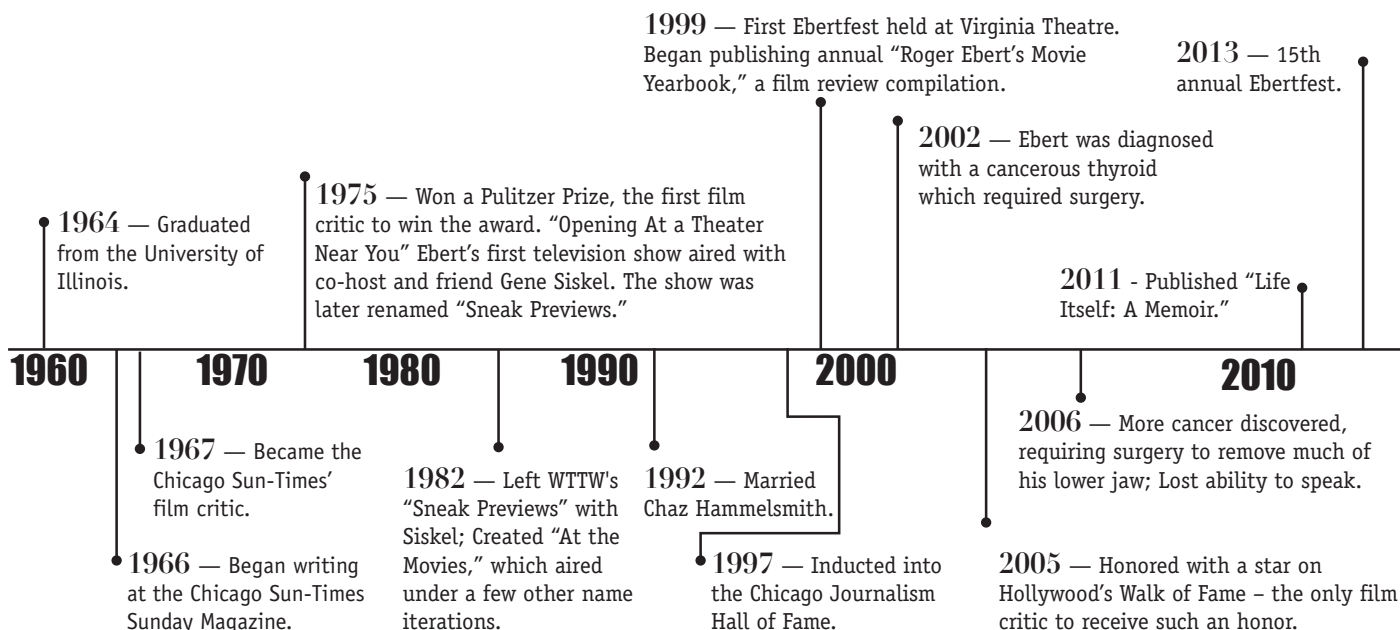 1999 — First Ebertfest held at Virginia Theatre.
Began publishing annual “Roger Ebert’s Movie
Yearbook,” a film review compilation.
2013 — 15th
annual Ebertfest.
2002 — Ebert was diagnosed
with a cancerous thyroid
which required surgery.
1975 — Won a Pulitzer Prize, the first film
critic to win the award. “Opening At a Theater
Near You” Ebert’s first television show aired with
co-host and friend Gene Siskel. The show was
later renamed “Sneak Previews.”
1964 — Graduated
from the University of
Illinois.
2011 - Published “Life
Itself: A Memoir.”
1960 1970 1980 1990 2000 2010
1967 — Became the
Chicago Sun-Times’
film critic.
1966 — Began writing
at the Chicago Sun-Times
Sunday Magazine.
1982 — Left WTTW's
“Sneak Previews” with
Siskel; Created “At the
Movies,” which aired
under a few other name
iterations.
1992 — Married
Chaz Hammelsmith.
1997 — Inducted into
the Chicago Journalism
Hall of Fame.
2006 — More cancer discovered,
requiring surgery to remove much of
his lower jaw; Lost ability to speak.
2005 — Honored with a star on
Hollywood’s Walk of Fame – the only film
critic to receive such an honor.